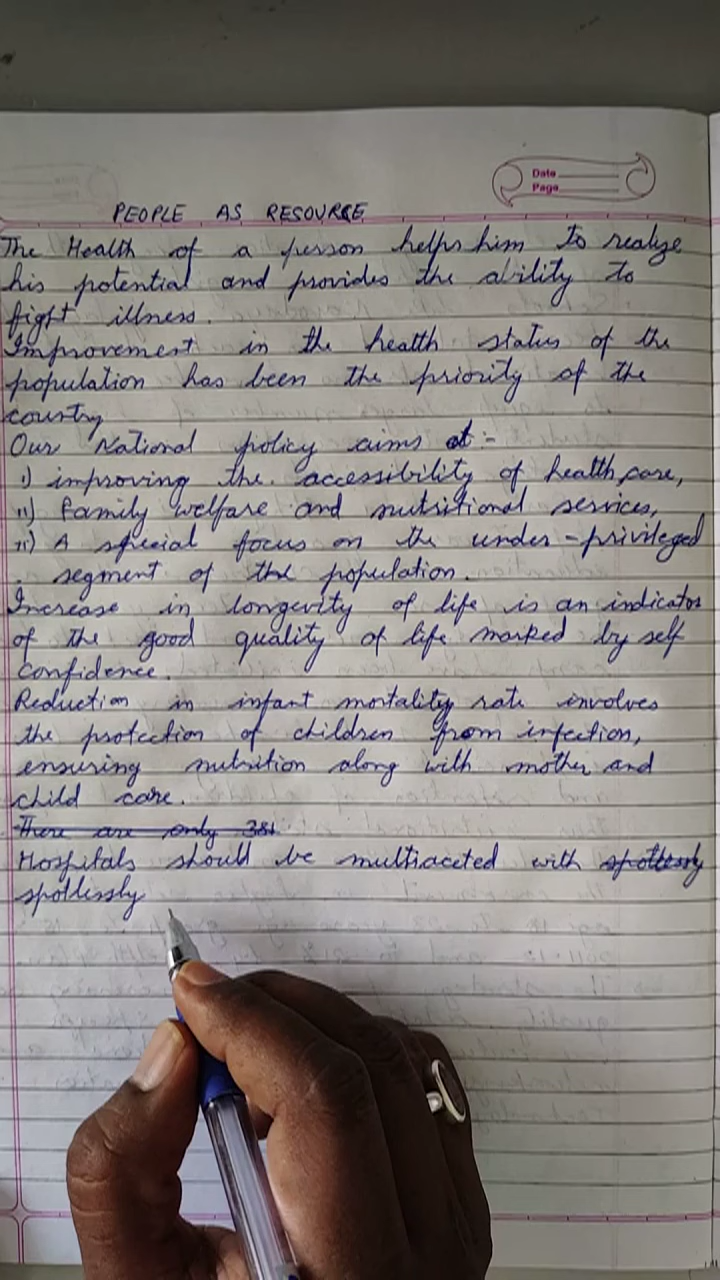 Date
Page
PEOPLE AS RESOURCE
The Health of a person helps him to realize
his potential and provides the ability to
fight illness.
Improvement in the health status of the
population has been the priority of the
country
Our National policy aims at :-
i) improving the accessibility of health care,
ii) family welfare and nutritional services,
iii) A special focus on the under-privileged
segment of the population.
Increase in longevity of life is an indicator
of the good quality of life marked by self
confidence.
Reduction in infant mortality rate involves
the protection of children from infection,
ensuring nutrition along with mother and
child care.
There are only 381
Hospitals should be multiaceted with spotlessly
spotlessly